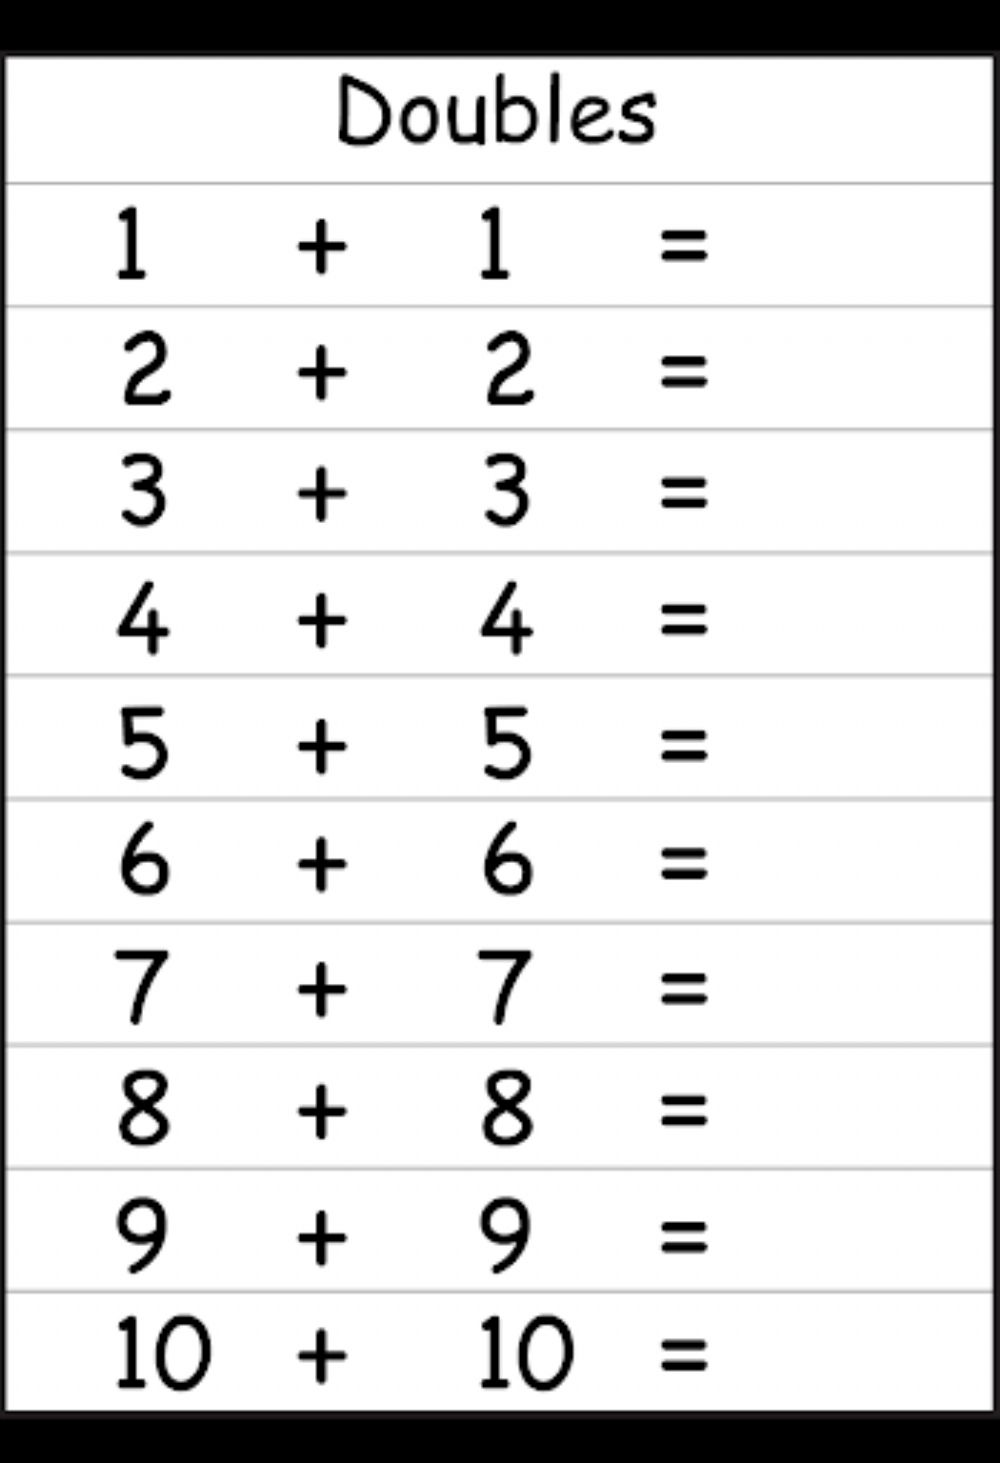 Doubles
1 + 1 =
2 + 2 =
3 + 3 =
4 + 4 =
5 + 5 =
6 + 6 =
7 + 7 =
8 + 8 =
9 + 9 =
10 + 10 =